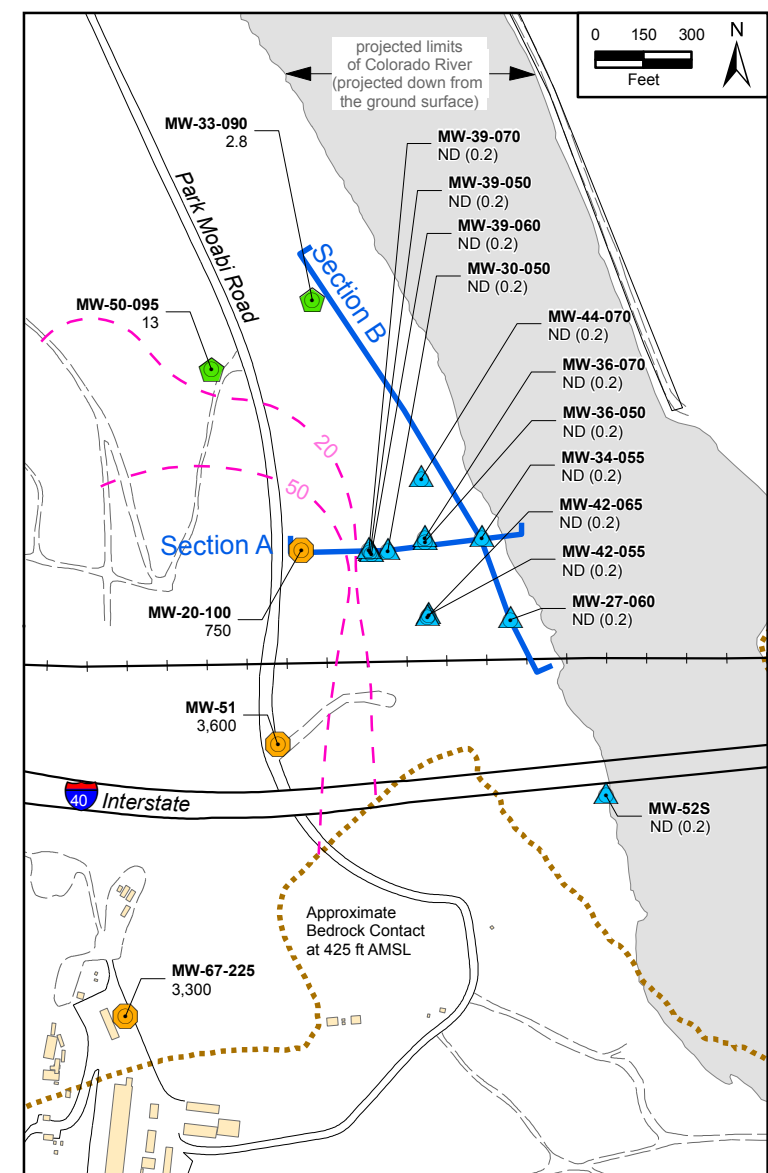 projected limits
of Colorado River
(projected down from
the ground surface)
0 150 300
Feet
N
MW-33-090
2.8
MW-39-070
ND (0.2)
MW-39-050
ND (0.2)
MW-39-060
ND (0.2)
MW-30-050
ND (0.2)
Park Moabi Road
Section B
MW-50-095
13
MW-44-070
ND (0.2)
MW-36-070
ND (0.2)
MW-36-050
ND (0.2)
MW-34-055
ND (0.2)
MW-42-065
ND (0.2)
MW-42-055
ND (0.2)
MW-27-060
ND (0.2)
20
50
Section A
MW-20-100
750
MW-51
3,600
40
Interstate
MW-52S
ND (0.2)
Approximate
Bedrock Contact
at 425 ft AMSL
MW-67-225
3,300